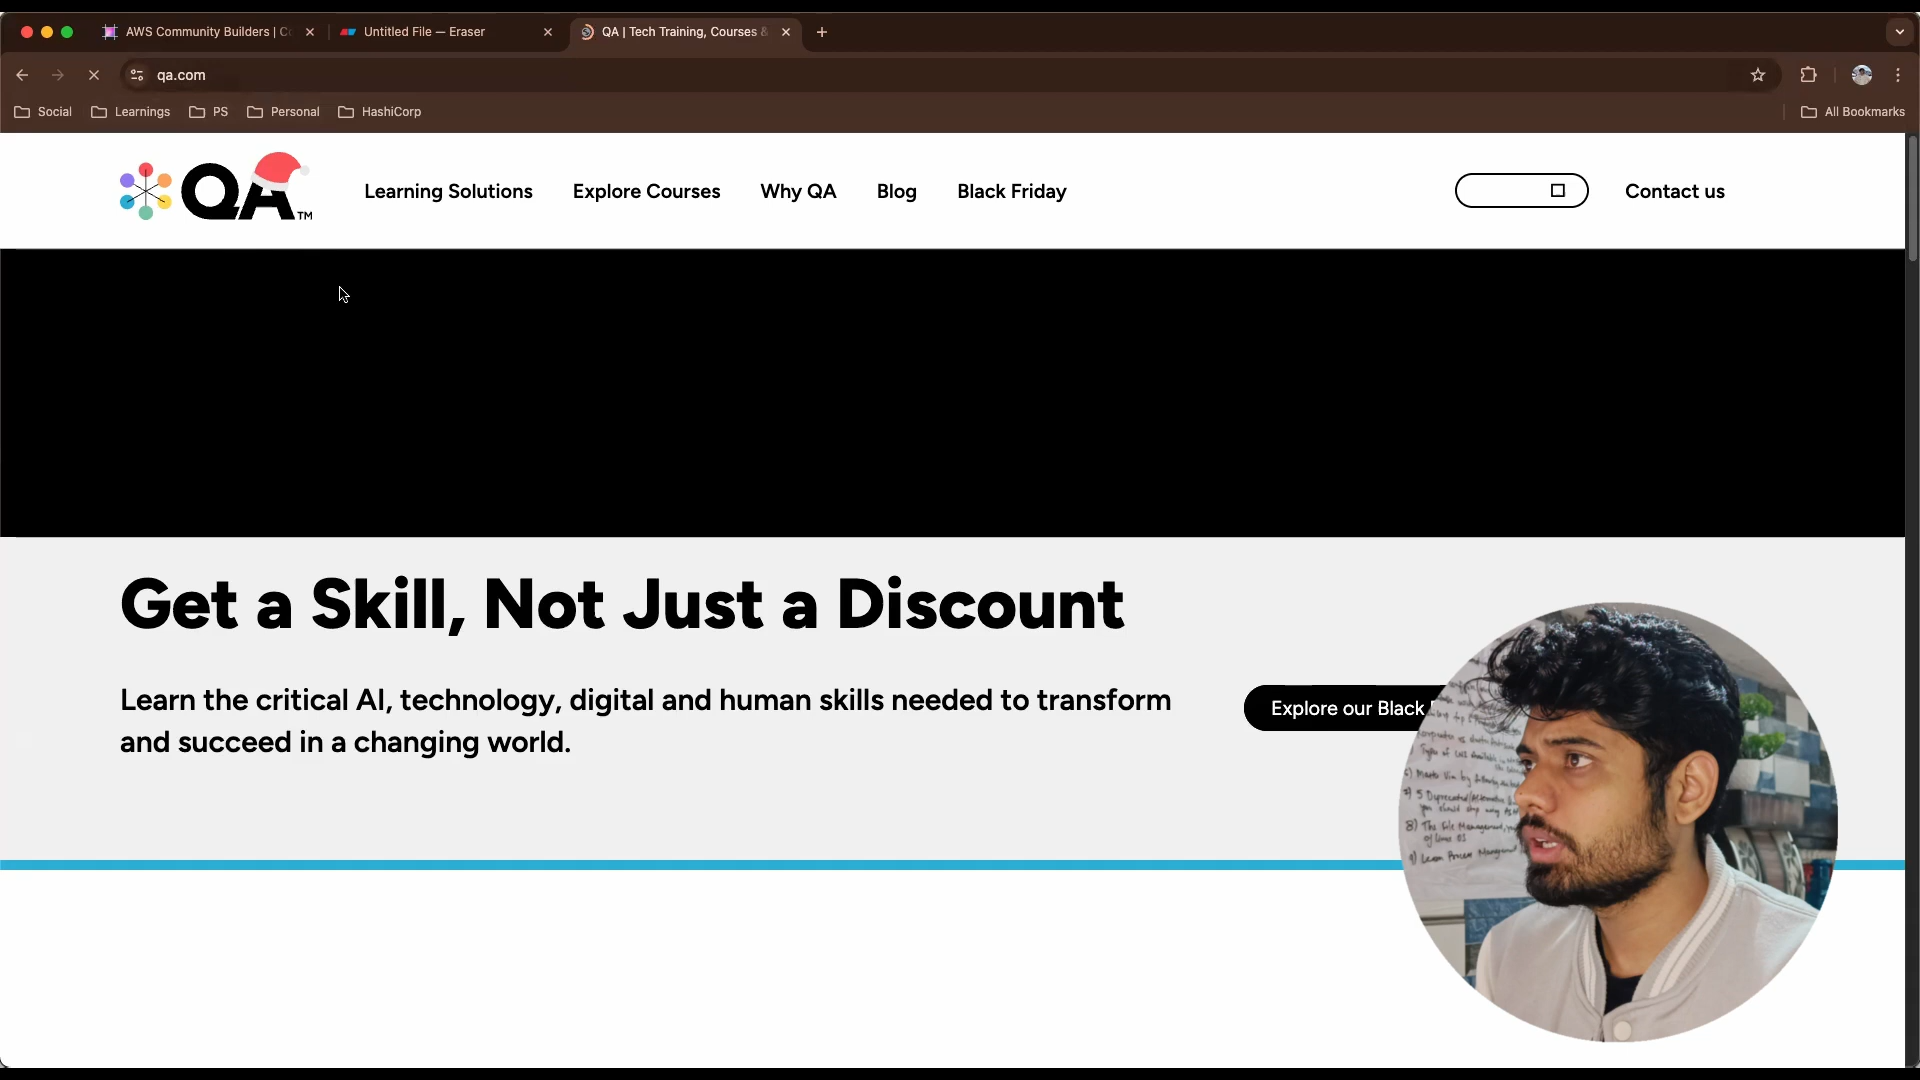 AWS Community Builders | C
Untitled File — Eraser
QA | Tech Training, Courses &
qa.com
Social
Learnings
PS
Personal
HashiCorp
All Bookmarks
QA™
Learning Solutions
Explore Courses
Why QA
Blog
Black Friday
Contact us
Get a Skill, Not Just a Discount
Learn the critical AI, technology, digital and human skills needed to transform
and succeed in a changing world.
Explore our Black